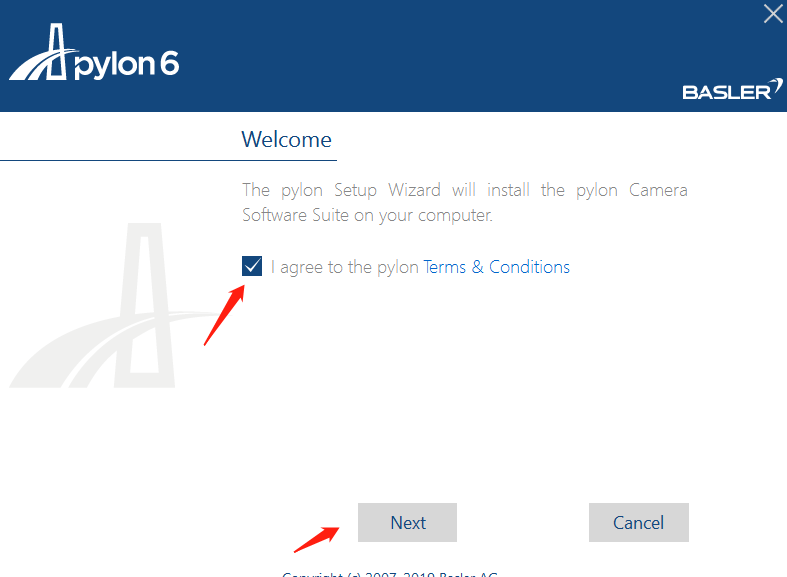 pylon 6
BASLER
Welcome
The pylon Setup Wizard will install the pylon Camera
Software Suite on your computer.
I agree to the pylon Terms & Conditions
Next
Cancel
Copyright (c) 2007-2019 Basler AG